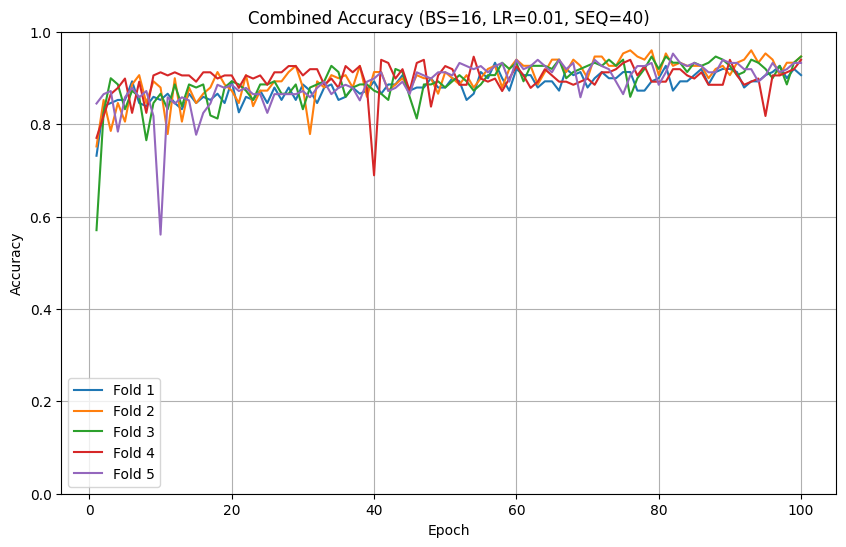 Combined Accuracy (BS=16, LR=0.01, SEQ=40)
1.0
0.8
0.6
0.4
0.2
0.0
Accuracy
Fold 1
Fold 2
Fold 3
Fold 4
Fold 5
0 20 40 60 80 100
Epoch